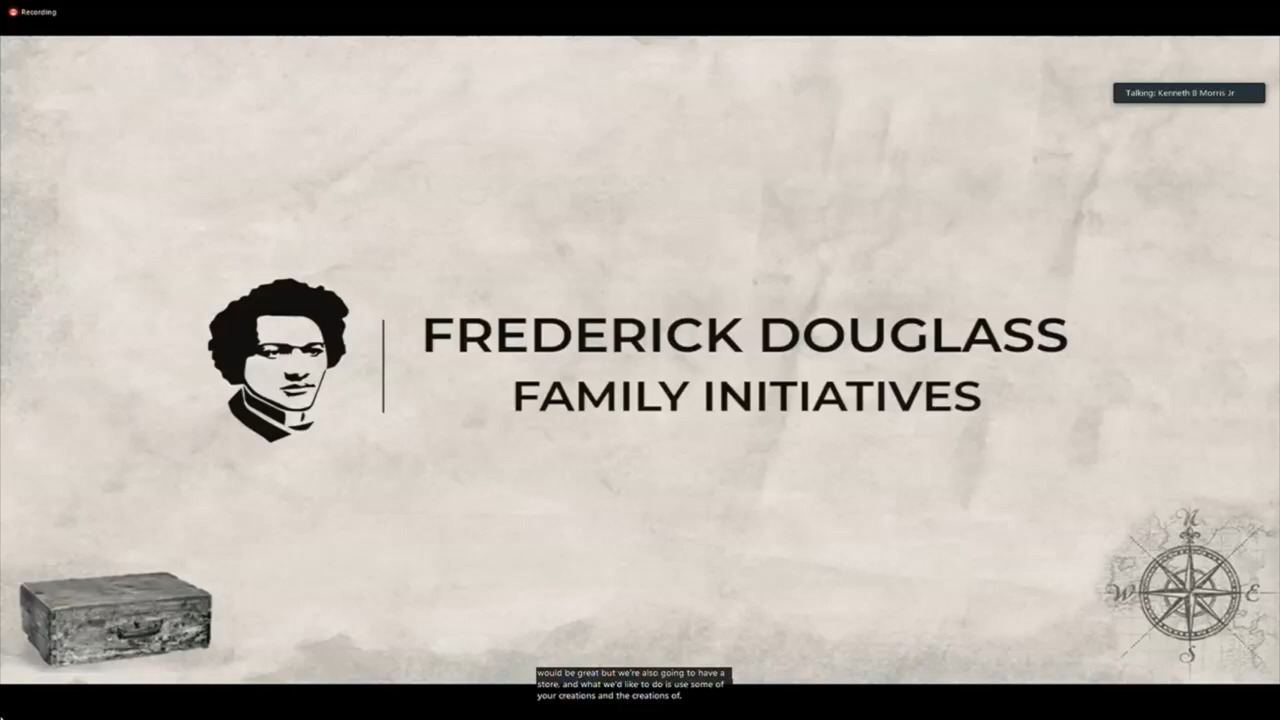 Recording
Talking: Kenneth B Morris Jr
FREDERICK DOUGLASS
FAMILY INITIATIVES
N
W
E
S
would be great but we're also going to have a
store, and what we'd like to do is use some of
your creations and the creations of.